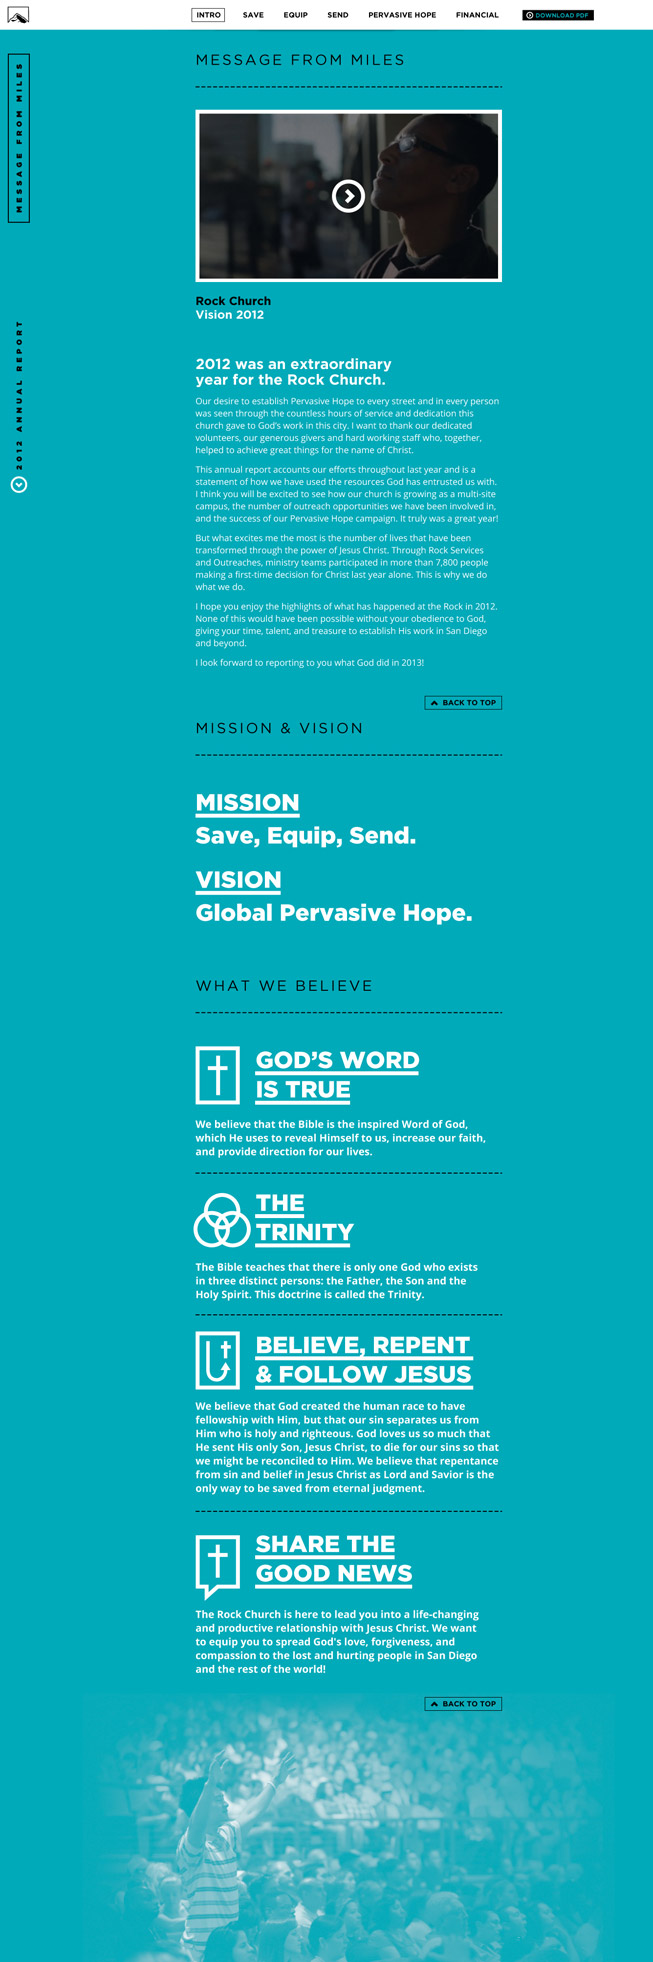 INTRO SAVE EQUIP SEND PERVASIVE HOPE FINANCIAL DOWNLOAD PDF
MESSAGE FROM MILES
2012 ANNUAL REPORT
MESSAGE FROM MILES
Rock Church
Vision 2012
2012 was an extraordinary
year for the Rock Church.
Our desire to establish Pervasive Hope to every street and in every person
was seen through the countless hours of service and dedication this
church gave to God's work in this city. I want to thank our dedicated
volunteers, our generous givers and hard working staff who, together,
helped to achieve great things for the name of Christ.
This annual report accounts our efforts throughout last year and is a
statement of how we have used the resources God has entrusted us with.
I think you will be excited to see how our church is growing as a multi-site
campus, the number of outreach opportunities we have been involved in,
and the success of our Pervasive Hope campaign. It truly was a great year!
But what excites me the most is the number of lives that have been
transformed through the power of Jesus Christ. Through Rock Services
and Outreaches, ministry teams participated in more than 7,800 people
making a first-time decision for Christ last year alone. This is why we do
what we do.
I hope you enjoy the highlights of what has happened at the Rock in 2012.
None of this would have been possible without your obedience to God,
giving your time, talent, and treasure to establish His work in San Diego
and beyond.
I look forward to reporting to you what God did in 2013!
BACK TO TOP
MISSION & VISION
MISSION
Save, Equip, Send.
VISION
Global Pervasive Hope.
WHAT WE BELIEVE
GOD'S WORD
IS TRUE
We believe that the Bible is the inspired Word of God,
which He uses to reveal Himself to us, increase our faith,
and provide direction for our lives.
THE
TRINITY
The Bible teaches that there is only one God who exists
in three distinct persons: the Father, the Son and the
Holy Spirit. This doctrine is called the Trinity.
BELIEVE, REPENT
& FOLLOW JESUS
We believe that God created the human race to have
fellowship with Him, but that our sin separates us from
Him who is holy and righteous. God loves us so much that
He sent His only Son, Jesus Christ, to die for our sins so that
we might be reconciled to Him. We believe that repentance
from sin and belief in Jesus Christ as Lord and Savior is the
only way to be saved from eternal judgment.
SHARE THE
GOOD NEWS
The Rock Church is here to lead you into a life-changing
and productive relationship with Jesus Christ. We want
to equip you to spread God's love, forgiveness, and
compassion to the lost and hurting people in San Diego
and the rest of the world!
BACK TO TOP